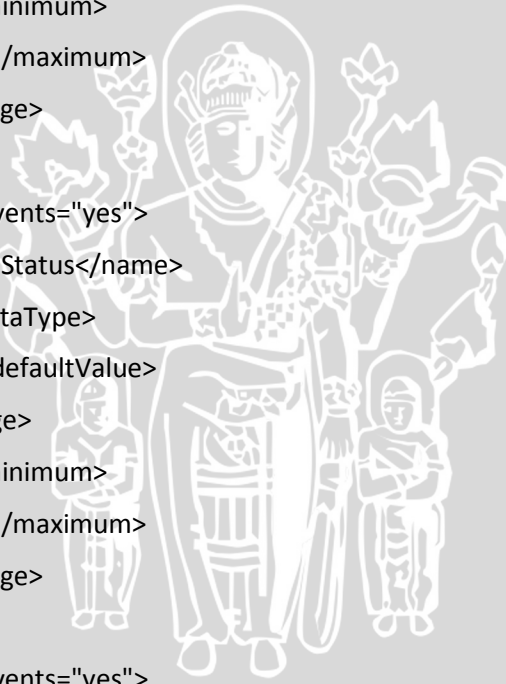 inimum>
/maximum>
ge>
vents="yes">
Status</name>
taType>
defaultValue>
ge>
inimum>
/maximum>
ge>
vents="yes">